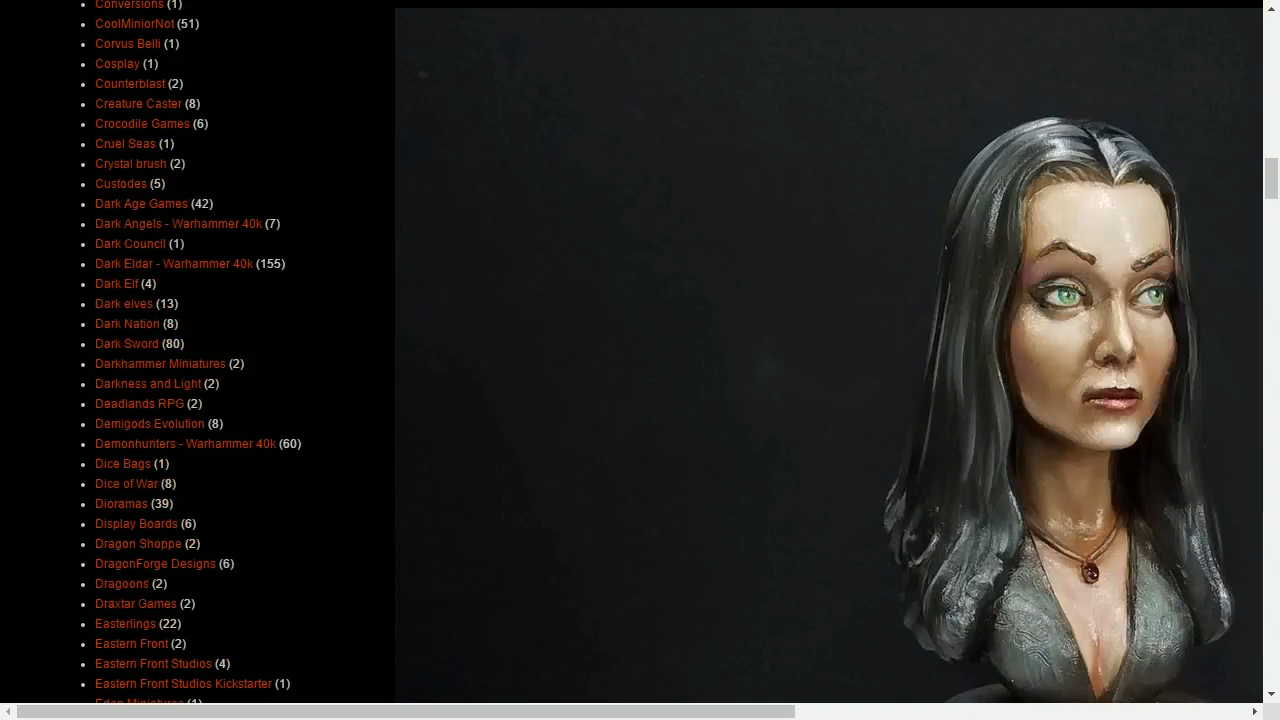 Conversions (1)
CoolMiniorNot (51)
Corvus Belli (1)
Cosplay (1)
Counterblast (2)
Creature Caster (8)
Crocodile Games (6)
Cruel Seas (1)
Crystal brush (2)
Custodes (5)
Dark Age Games (42)
Dark Angels - Warhammer 40k (7)
Dark Council (1)
Dark Eldar - Warhammer 40k (155)
Dark Elf (4)
Dark elves (13)
Dark Nation (8)
Dark Sword (80)
Darkhammer Miniatures (2)
Darkness and Light (2)
Deadlands RPG (2)
Demigods Evolution (8)
Demonhunters - Warhammer 40k (60)
Dice Bags (1)
Dice of War (8)
Dioramas (39)
Display Boards (6)
Dragon Shoppe (2)
DragonForge Designs (6)
Dragoons (2)
Draxtar Games (2)
Easterlings (22)
Eastern Front (2)
Eastern Front Studios (4)
Eastern Front Studios Kickstarter (1)
Eden Miniatures (1)